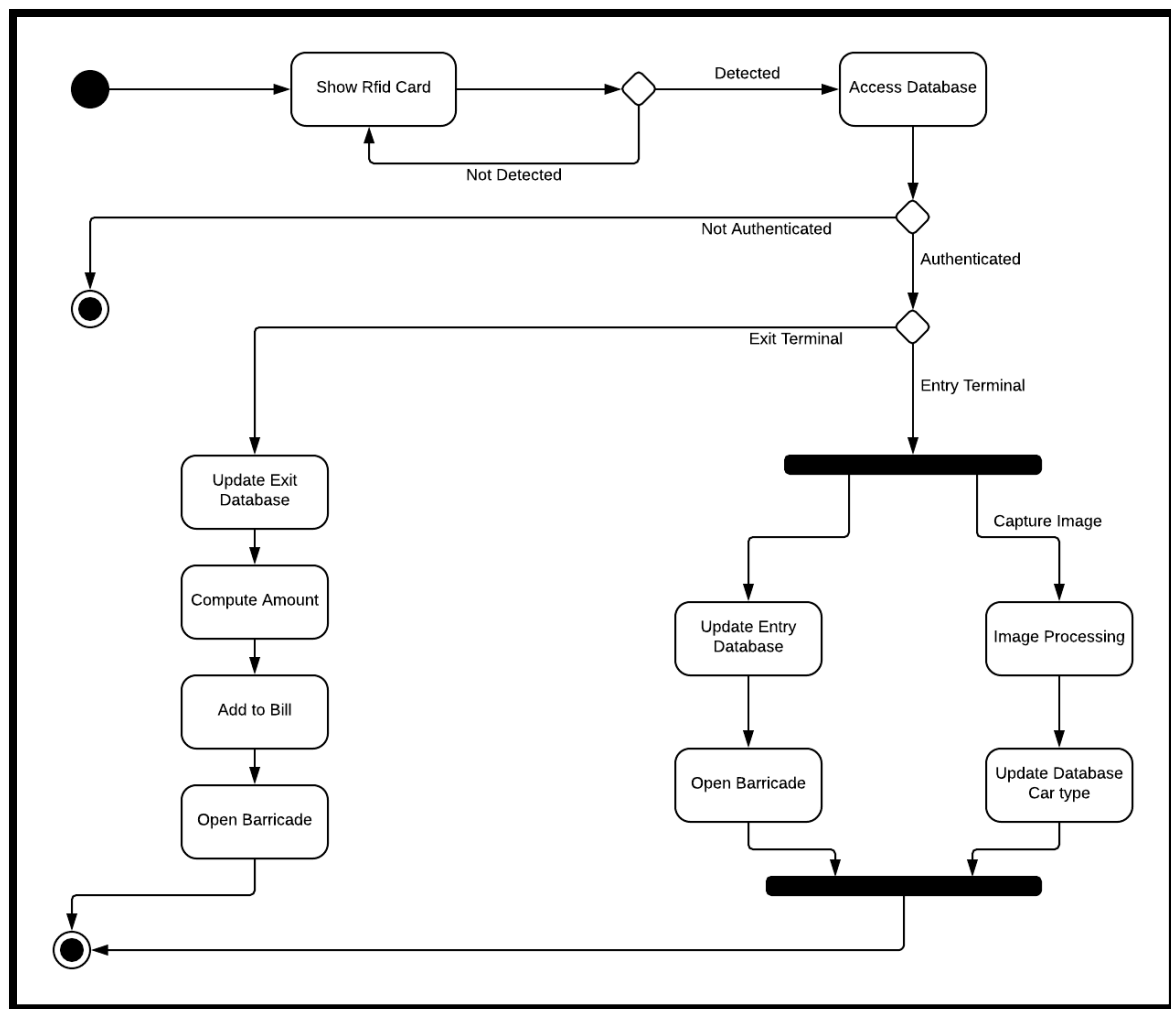 Show Rfid Card
Detected
Access Database
Not Detected
Not Authenticated
Authenticated
Exit Terminal
Entry Terminal
Update Exit
Database
Capture Image
Compute Amount
Update Entry
Database
Image Processing
Add to Bill
Open Barricade
Update Database
Car type
Open Barricade